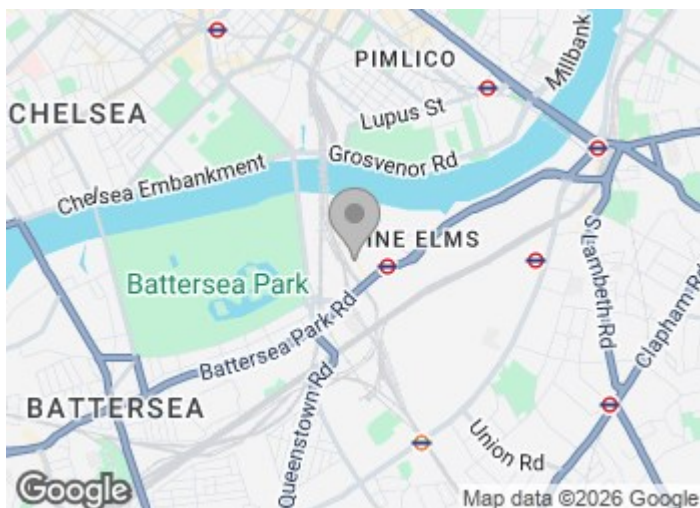 PIMLICO
Millbank
CHELSEA
Lupus St
Grosvenor Rd
Chelsea Embankment
INE ELMS
S Lambeth Rd
Battersea Park
Clapham Rd
Battersea Park Rd
BATTERSEA
Queenstown Rd
Union Rd
Google
Map data ©2026 Google